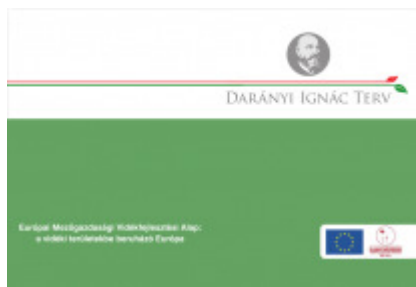 DARÁNYI IGNÁC TERV
Európai Mezőgazdasági Vidékfejlesztési Alap:
a vidéki területekbe beruházó Európa